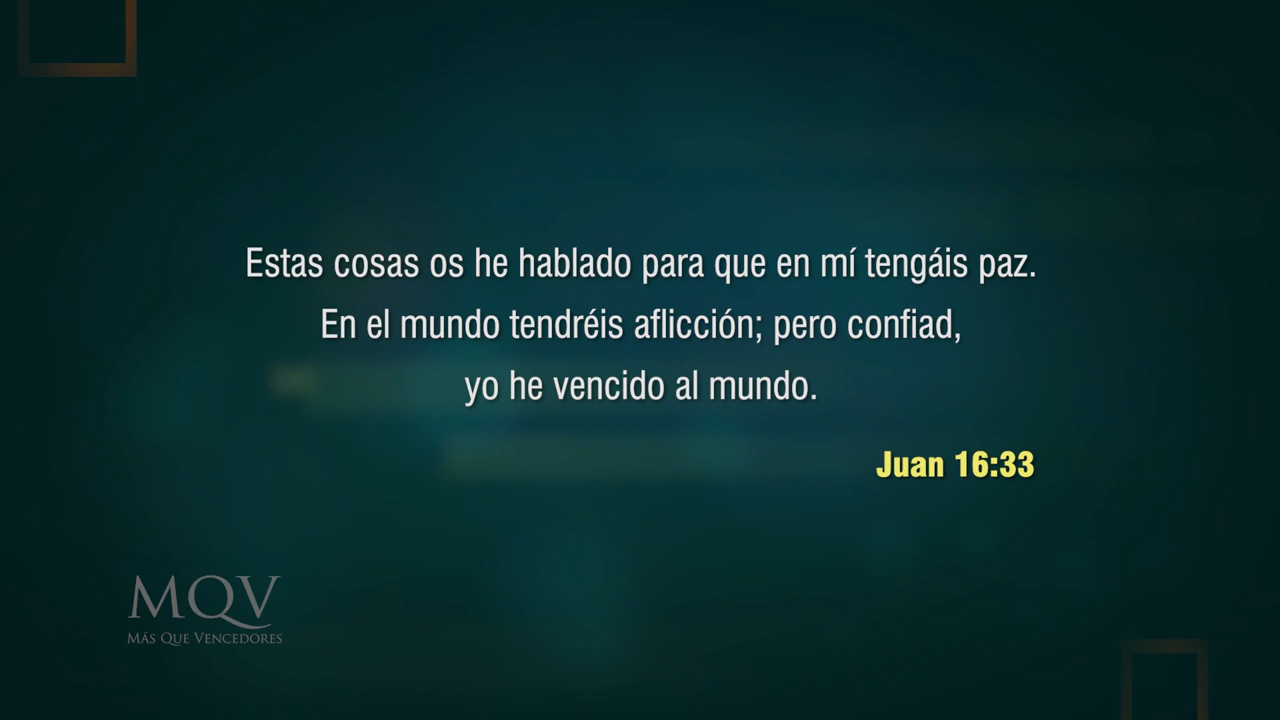 Estas cosas os he hablado para que en mí tengáis paz.
En el mundo tendréis aflicción; pero confiad,
yo he vencido al mundo.
Juan 16:33
MQV
Más Que Vencedores